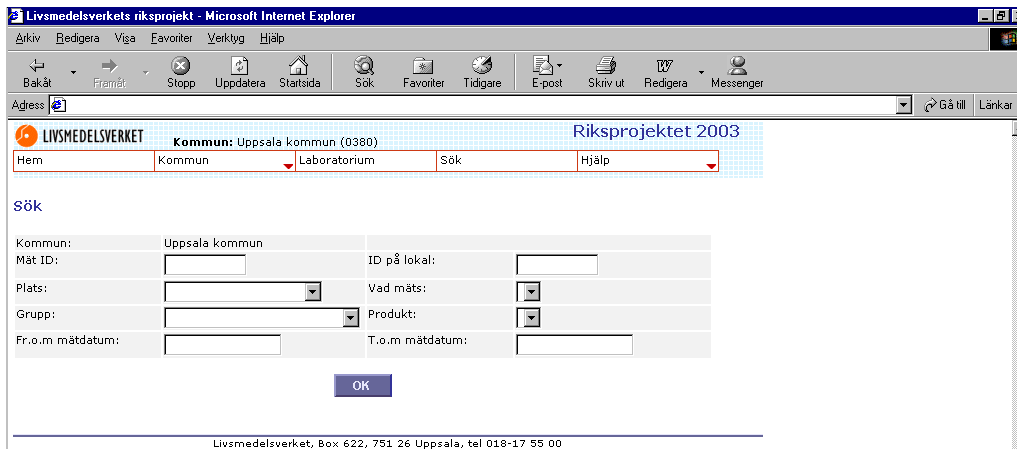 Livsmedelsverkets riksprojekt - Microsoft Internet Explorer
Arkiv Redigera Visa Favoriter Verktyg Hjälp
Bakåt Framåt Stopp Uppdatera Startsida Sök Favoriter Tidigare E-post Skriv ut Redigera Messenger
Adress Gå till Länkar
LIVSMEDELSVERKET Kommun: Uppsala kommun (0380) Riksprojektet 2003
Hem Kommun Laboratorium Sök Hjälp
Sök
Kommun: Uppsala kommun
Mät ID: ID på lokal:
Plats: Vad mäts:
Grupp: Produkt:
Fr.o.m mätdatum: T.o.m mätdatum:
OK
Livsmedelsverket, Box 622, 751 26 Uppsala, tel 018-17 55 00